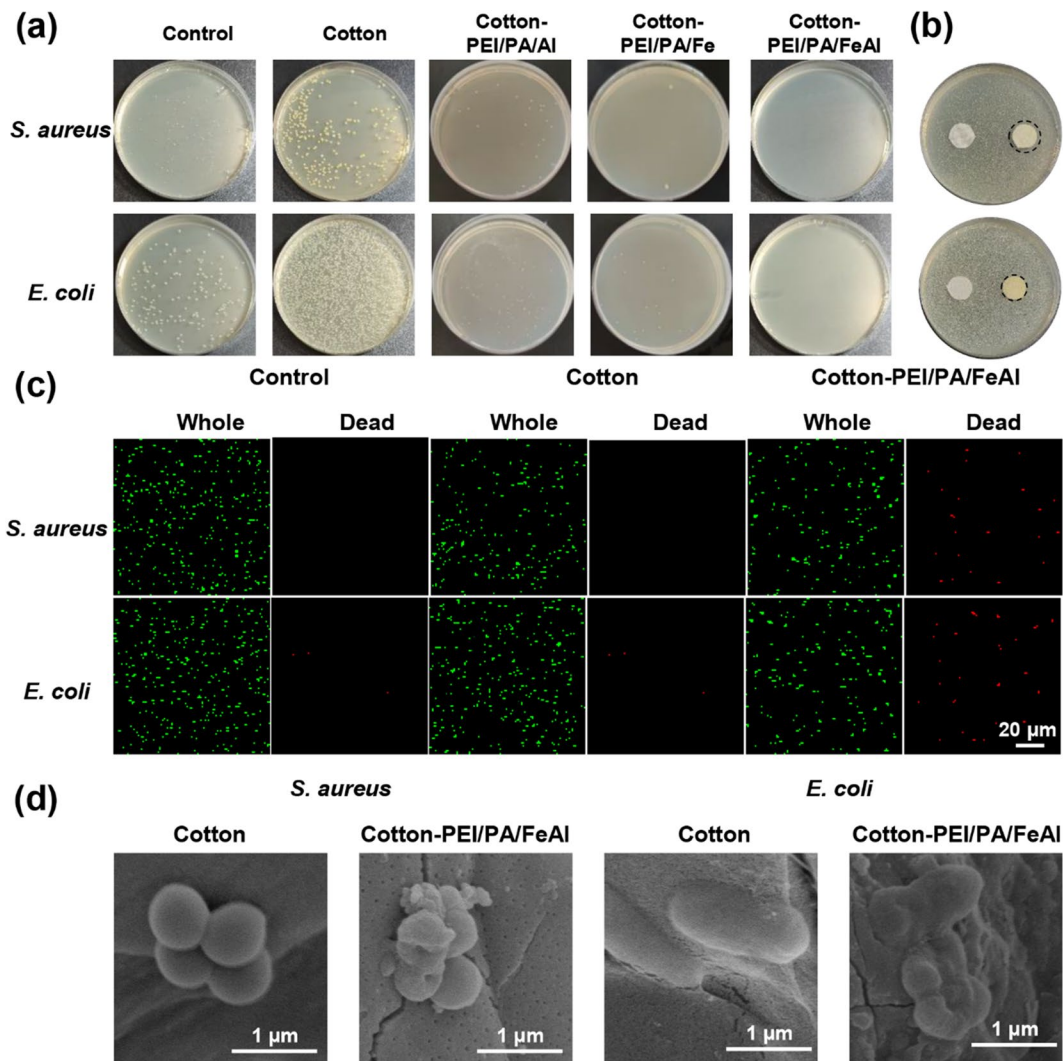 (a)
Control
Cotton
Cotton-
PEI/PA/Al
Cotton-
PEI/PA/Fe
Cotton-
PEI/PA/FeAl
(b)
S. aureus
E. coli
(c)
Control
Cotton
Cotton-PEI/PA/FeAl
Whole
Dead
Whole
Dead
Whole
Dead
S. aureus
E. coli
20 μm
(d)
S. aureus
E. coli
Cotton
Cotton-PEI/PA/FeAl
Cotton
Cotton-PEI/PA/FeAl
1 μm
1 μm
1 μm
1 μm